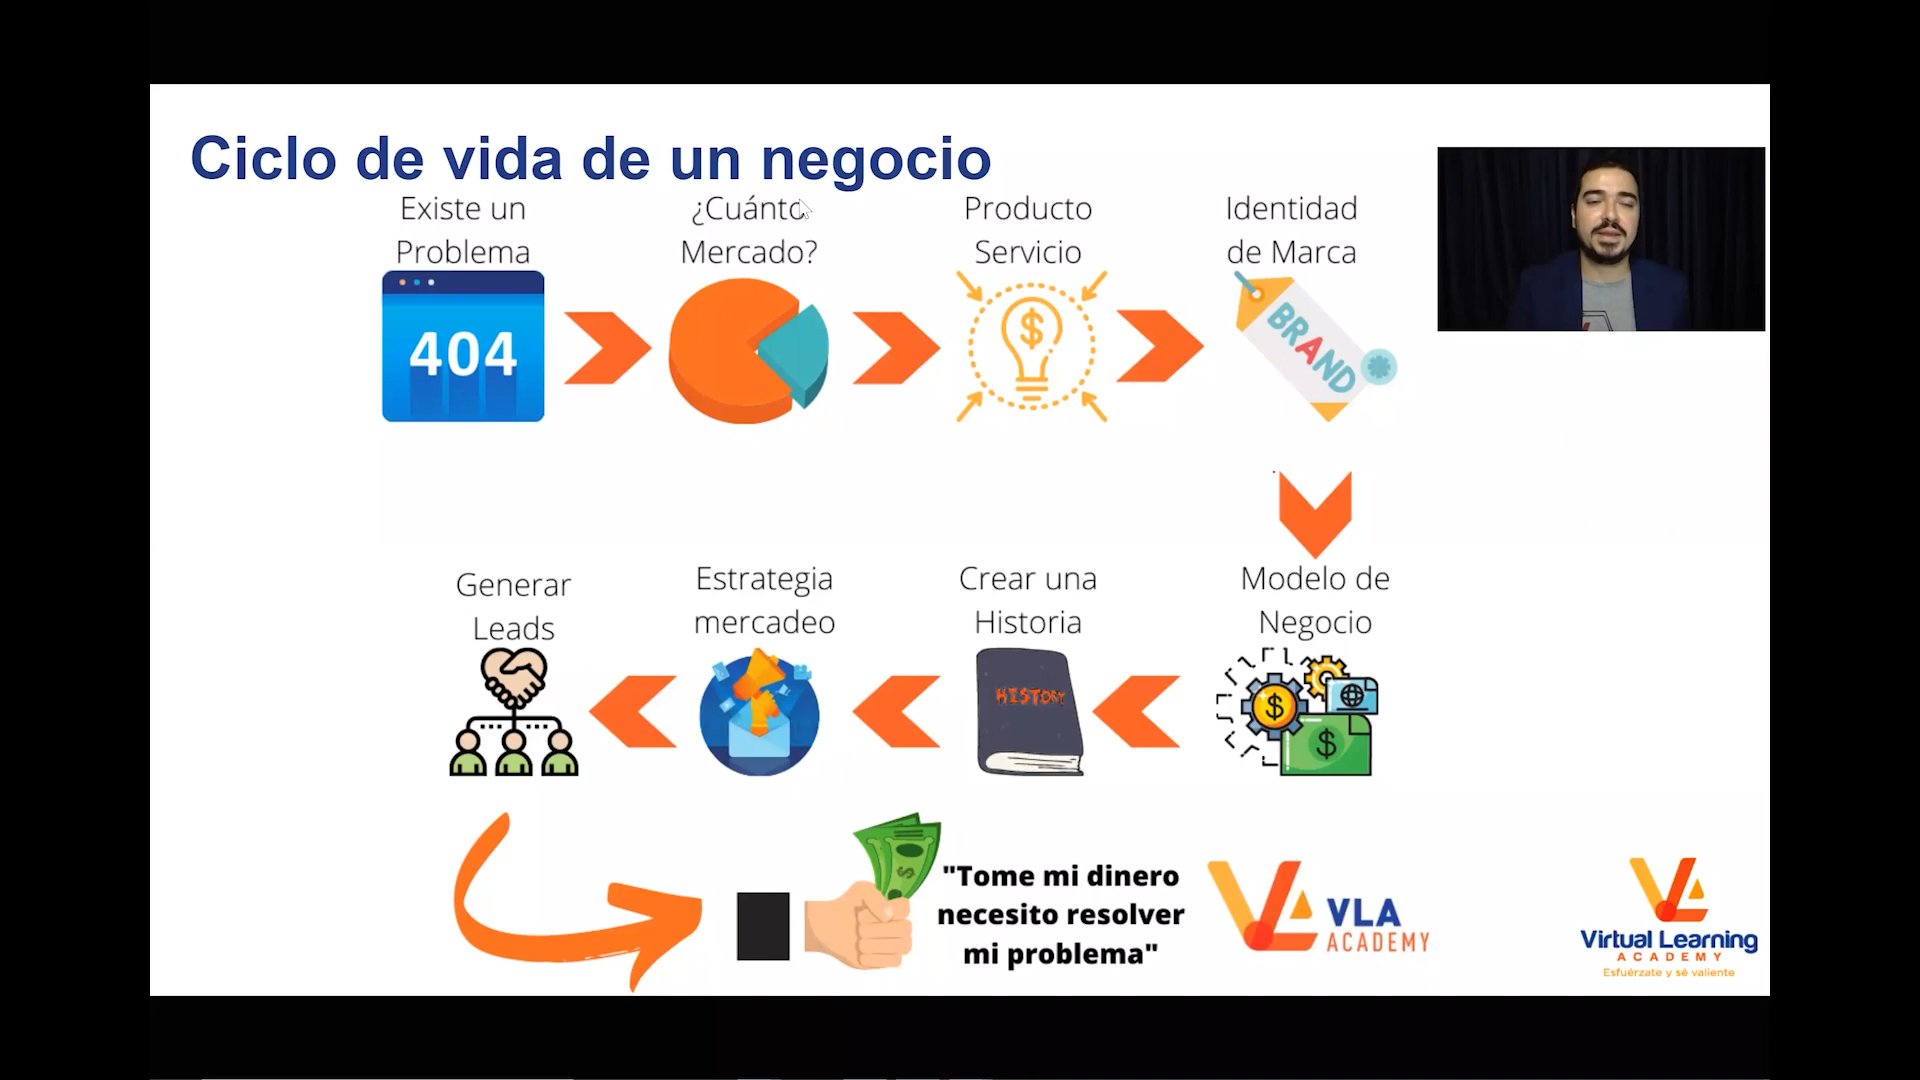 Ciclo de vida de un negocio
Existe un
Problema
¿Cuánto
Mercado?
Producto
Servicio
Identidad
de Marca
404
$
BRAND
Generar
Leads
Estrategia
mercadeo
Crear una
Historia
Modelo de
Negocio
HISTORY
$
$
$
"Tome mi dinero
necesito resolver
mi problema"
VLA
ACADEMY
Virtual Learning
ACADEMY
Esfuérzate y sé valiente